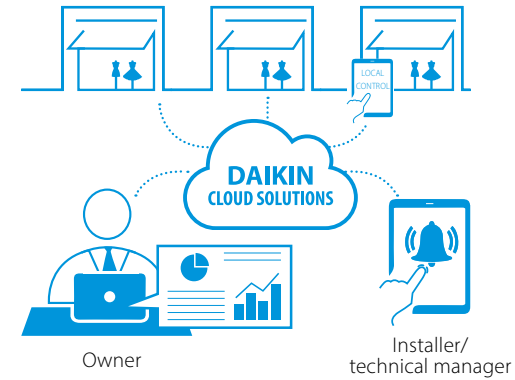 LOCAL
CONTROL
DAIKIN
CLOUD SOLUTIONS
Owner
Installer/
technical manager